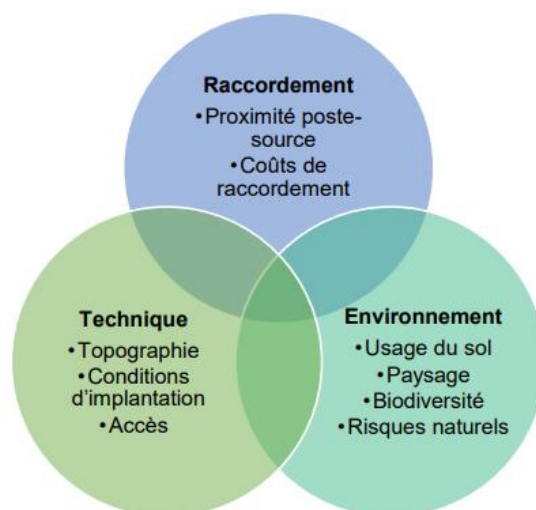 Raccordement
•Proximité poste-
source
•Coûts de
raccordement
Technique
•Topographie
•Conditions
d'implantation
•Accès
Environnement
•Usage du sol
•Paysage
•Biodiversité
•Risques naturels